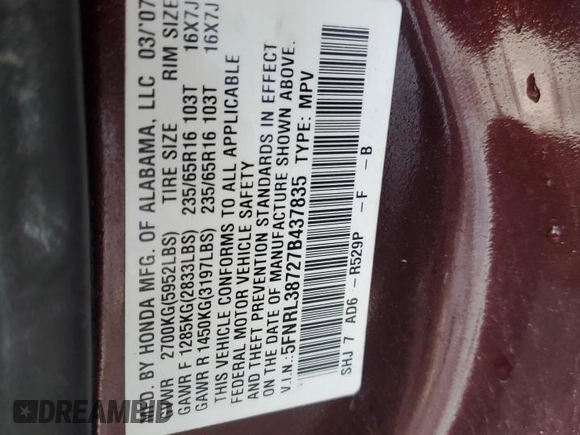 MFD. BY HONDA MFG. OF ALABAMA, LLC 03/'07
GVWR 2700KG(5952LBS) TIRE SIZE RIM SIZE
GAWR F 1285KG(2833LBS) 235/65R16 103T 16X7J
GAWR R 1450KG(3197LBS) 235/65R16 103T 16X7J
THIS VEHICLE CONFORMS TO ALL APPLICABLE
FEDERAL MOTOR VEHICLE SAFETY
AND THEFT PREVENTION STANDARDS IN EFFECT
ON THE DATE OF MANUFACTURE SHOWN ABOVE.
V.I.N.:5FNRL38727B437835 TYPE: MPV
SHJ 7 AD6 -R529P -F -B
DREAMBID